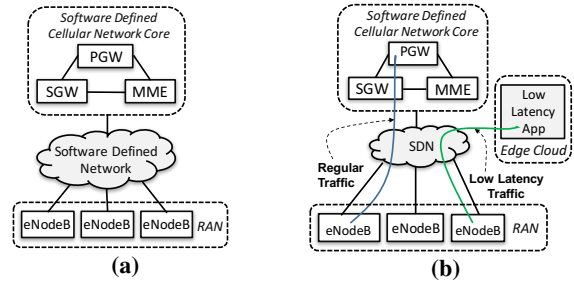 Software Defined
Cellular Network Core
PGW
SGW
MME
Software Defined
Network
eNodeB
eNodeB
eNodeB
RAN
(a)
Software Defined
Cellular Network Core
PGW
SGW
MME
Low
Latency
App
Edge Cloud
SDN
Regular
Traffic
Low Latency
Traffic
eNodeB
eNodeB
eNodeB
RAN
(b)